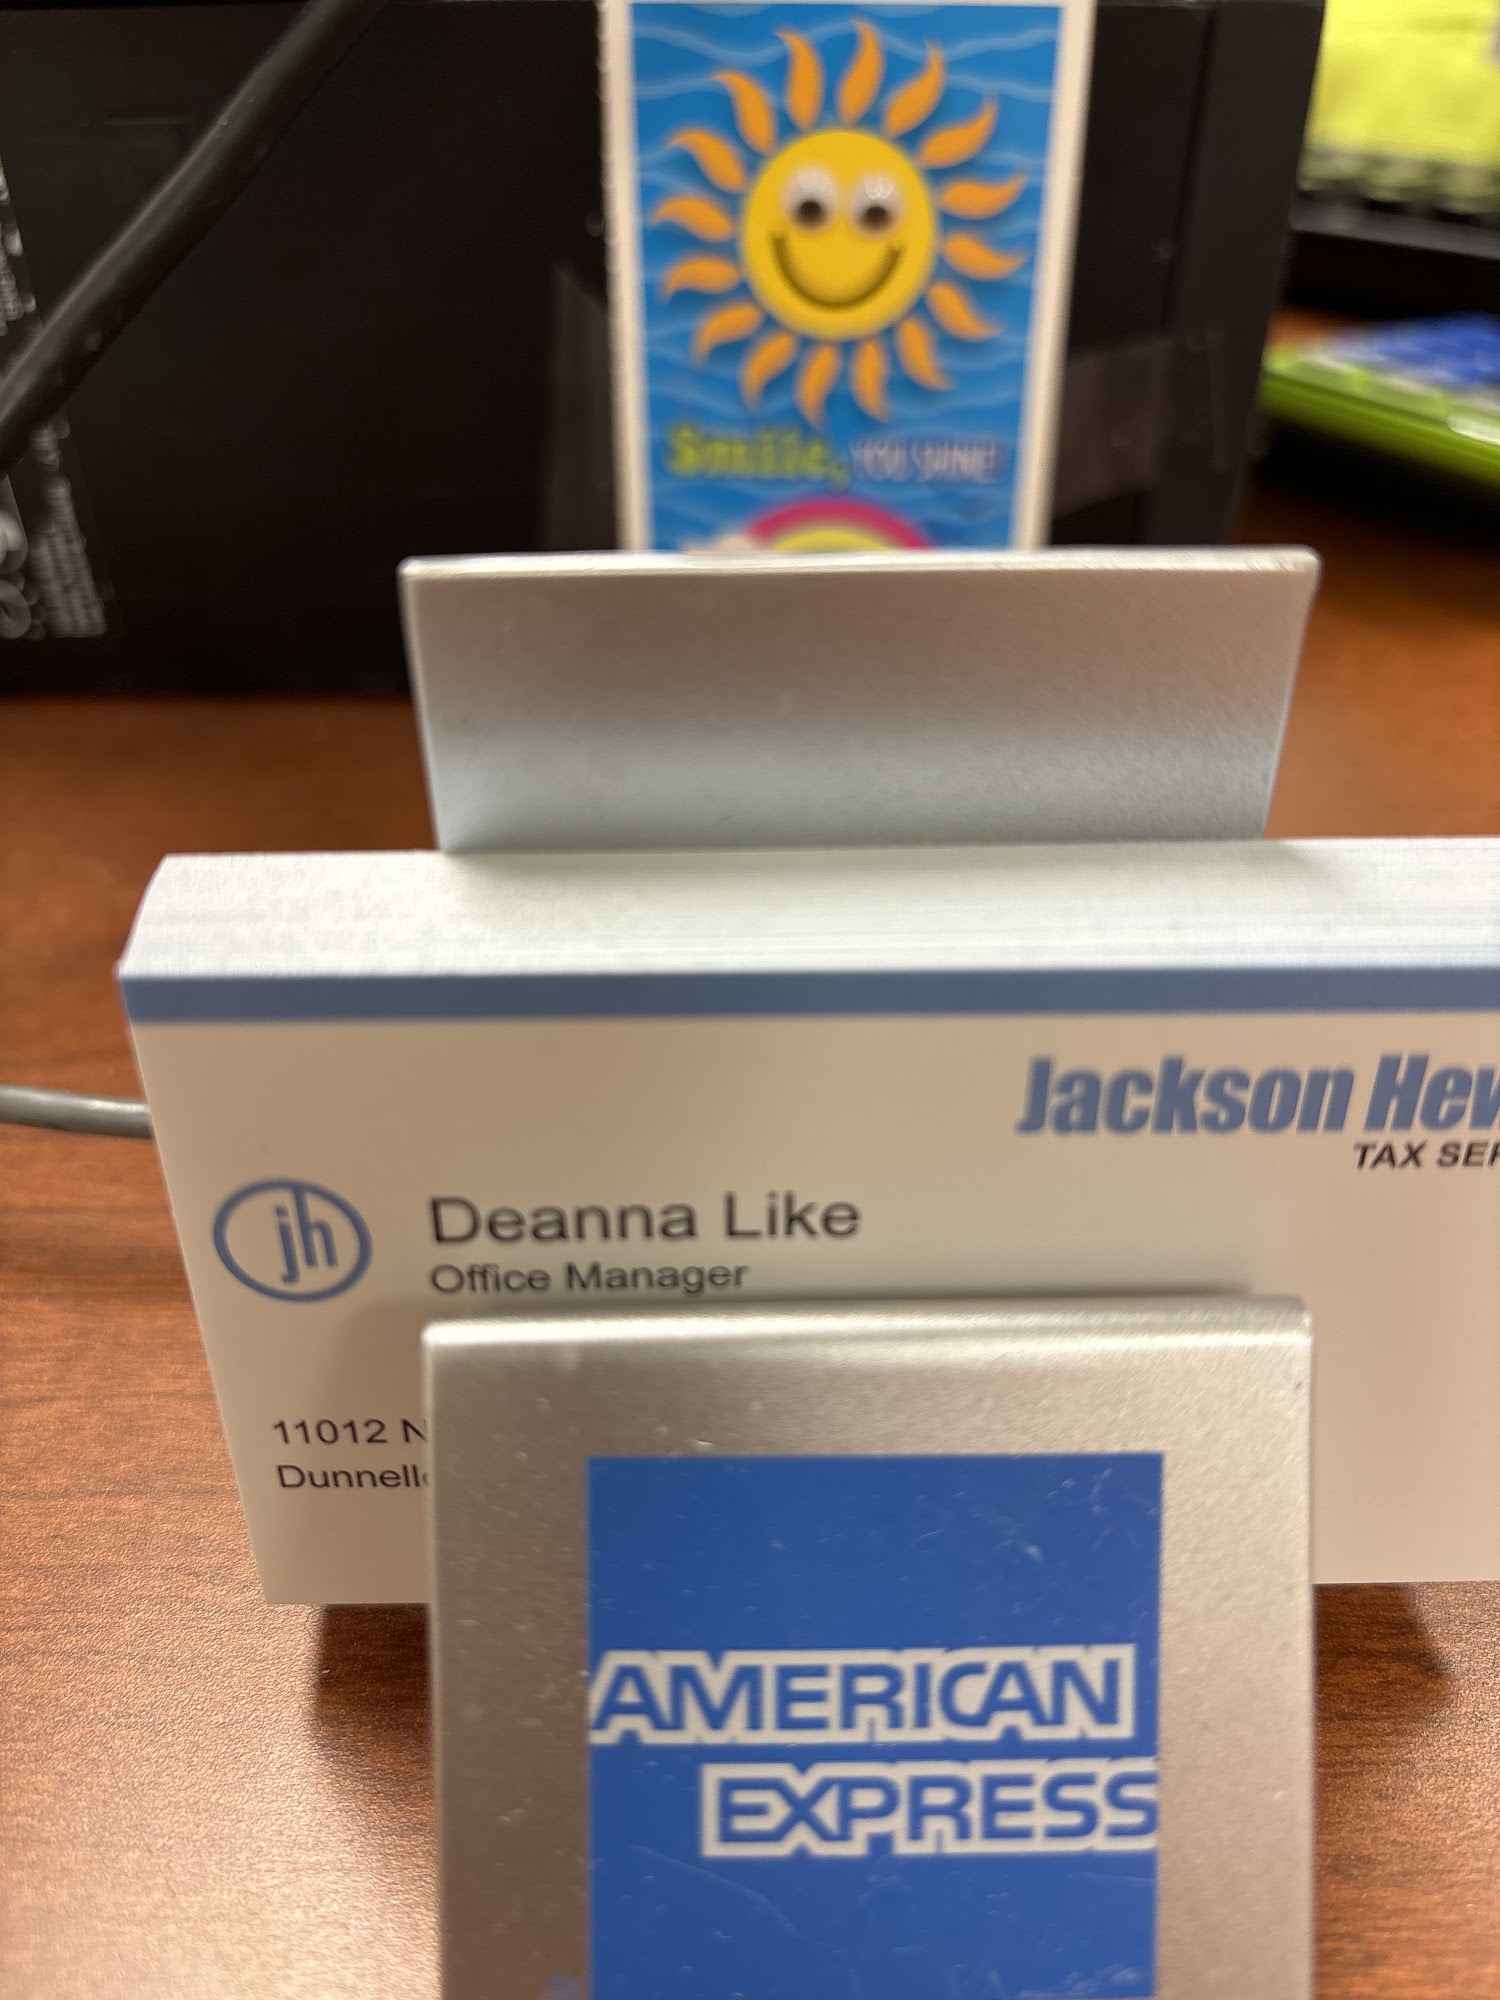 Smile, YOU SHINE!
Jackson Hew
TAX SER
jh
Deanna Like
Office Manager
11012 N
Dunnell
AMERICAN
EXPRESS